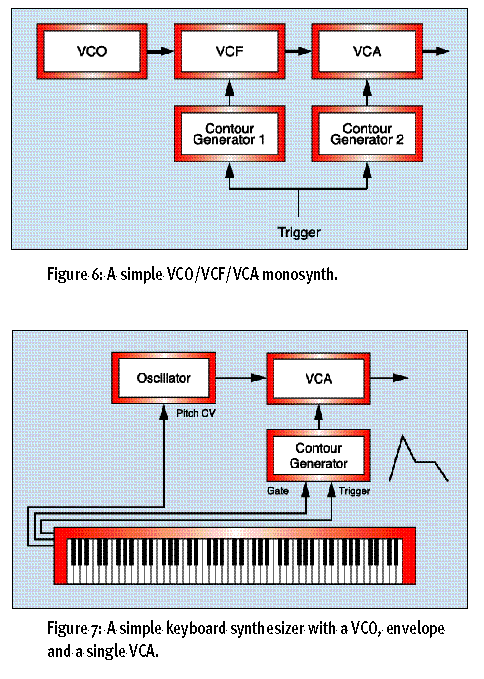 VCO
VCF
VCA
Contour
Generator 1
Contour
Generator 2
Trigger
Figure 6: A simple VCO/VCF/VCA monosynth.
Oscillator
VCA
Pitch CV
Contour
Generator
Gate
Trigger
Figure 7: A simple keyboard synthesizer with a VCO, envelope
and a single VCA.